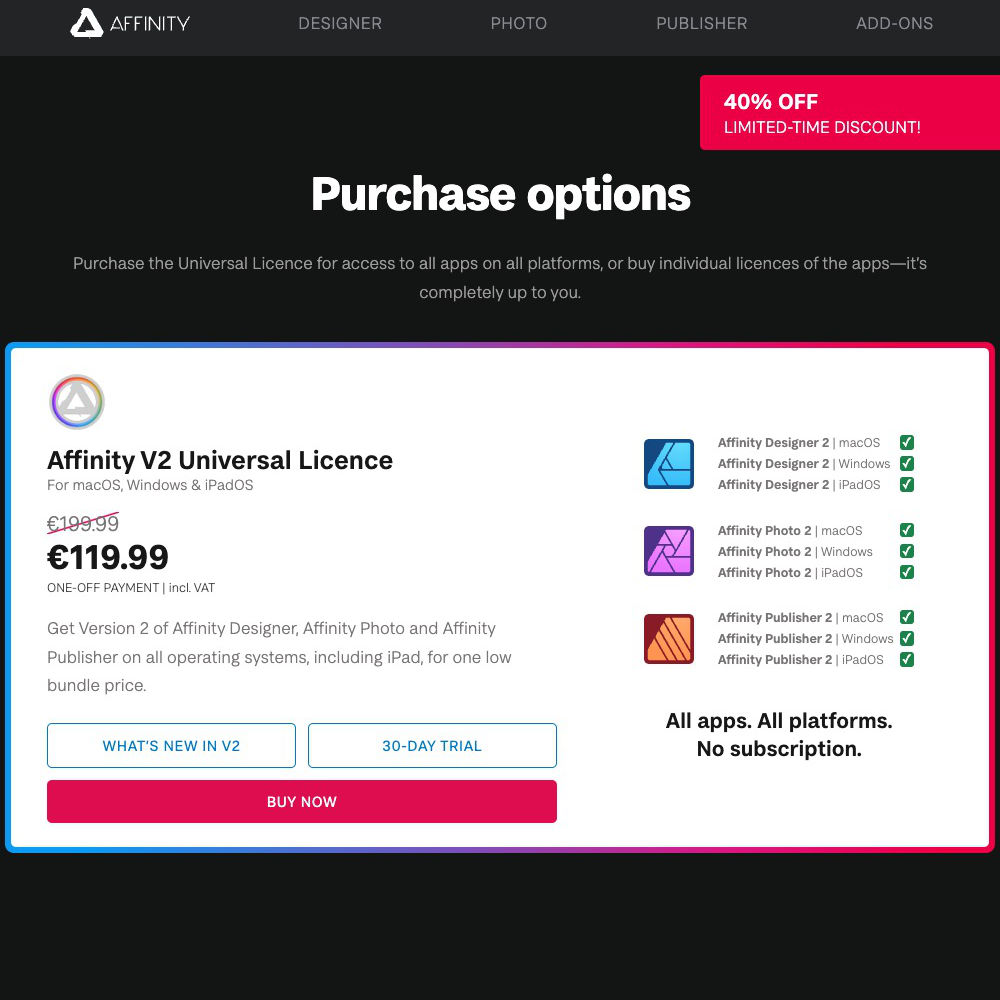 AFFINITY
DESIGNER
PHOTO
PUBLISHER
ADD-ONS
40% OFF
LIMITED-TIME DISCOUNT!
Purchase options
Purchase the Universal Licence for access to all apps on all platforms, or buy individual licences of the apps—it's
completely up to you.
Affinity V2 Universal Licence
For macOS, Windows & iPadOS
€199.99
€119.99
ONE-OFF PAYMENT | incl. VAT
Get Version 2 of Affinity Designer, Affinity Photo and Affinity
Publisher on all operating systems, including iPad, for one low
bundle price.
WHAT'S NEW IN V2
30-DAY TRIAL
BUY NOW
Affinity Designer 2 | macOS
Affinity Designer 2 | Windows
Affinity Designer 2 | iPadOS
Affinity Photo 2 | macOS
Affinity Photo 2 | Windows
Affinity Photo 2 | iPadOS
Affinity Publisher 2 | macOS
Affinity Publisher 2 | Windows
Affinity Publisher 2 | iPadOS
All apps. All platforms.
No subscription.